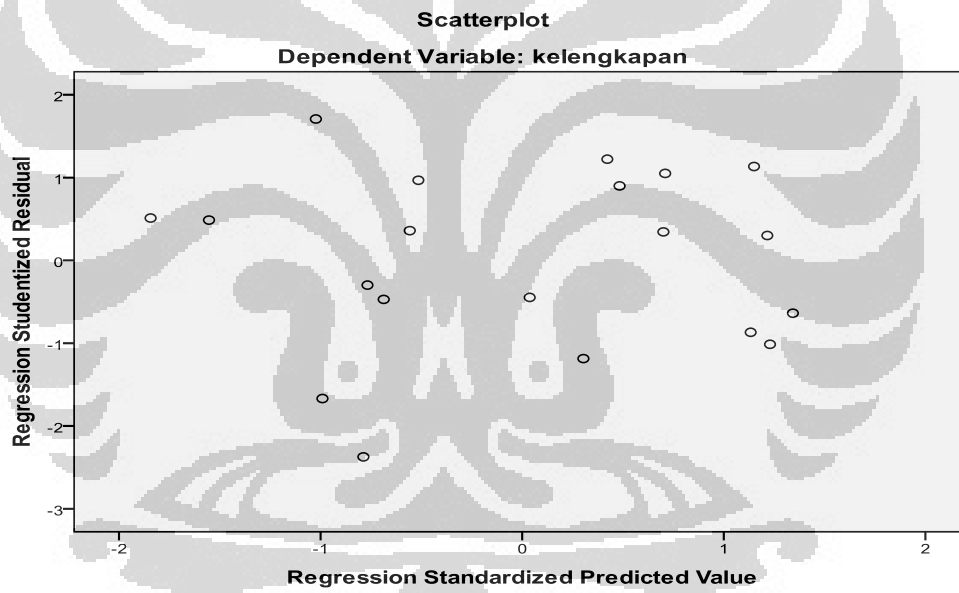 Scatterplot
Dependent Variable: kelengkapan
Regression Studentized Residual
2
1
0
-1
-2
-3
-2 -1 0 1 2
Regression Standardized Predicted Value